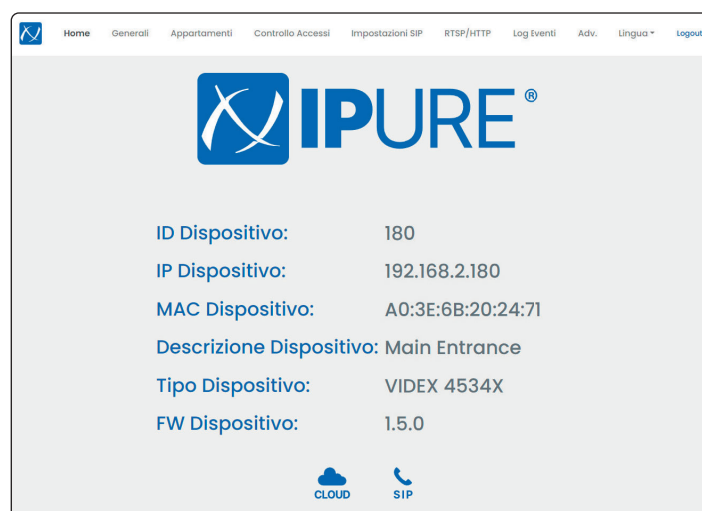 Home Generali Appartamenti Controllo Accessi Impostazioni SIP RTSP/HTTP Log Eventi Adv. Lingua Logout
IPURE®
ID Dispositivo: 180
IP Dispositivo: 192.168.2.180
MAC Dispositivo: A0:3E:6B:20:24:71
Descrizione Dispositivo: Main Entrance
Tipo Dispositivo: VIDEX 4534X
FW Dispositivo: 1.5.0
CLOUD SIP